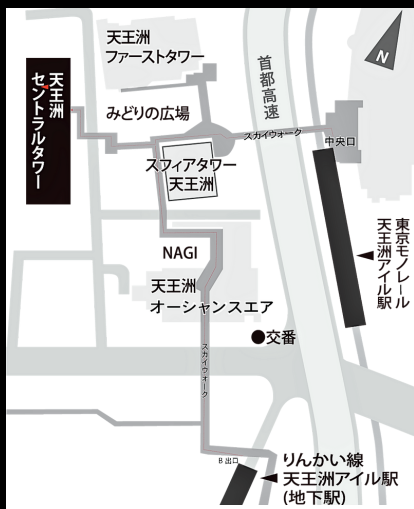 天王洲
ファーストタワー
首都高速
N
天王洲
セントラルタワー
みどりの広場
スカイウォーク
中央口
スフィアタワー
天王洲
東京モノレール
天王洲アイル駅
NAGI
天王洲
オーシャンスエア
●交番
スカイウォーク
B出口
りんかい線
天王洲アイル駅
(地下駅)